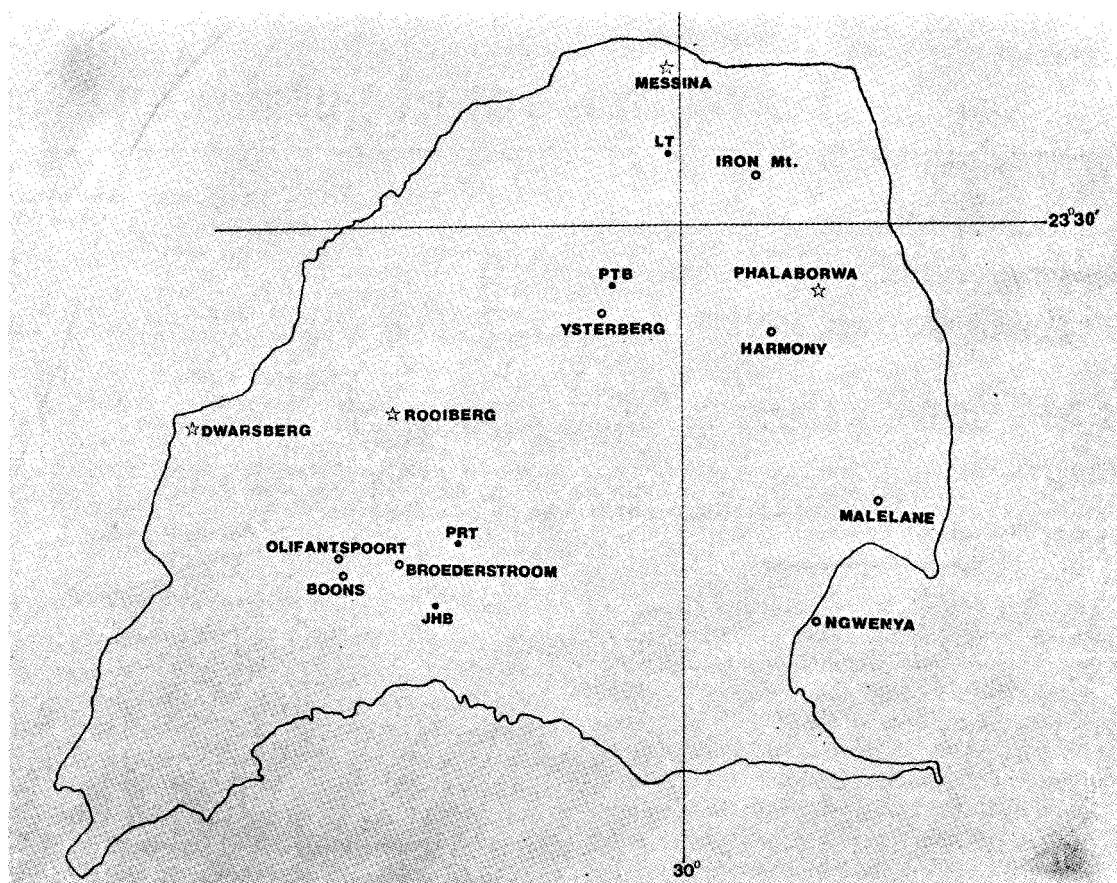 MESSINA
LT
IRON Mt.
23°30'
PTB
PHALABORWA
YSTERBERG
HARMONY
ROOIBERG
DWARSBERG
MALELANE
PRT
OLIFANTSPOORT
BROEDERSTROOM
BOONS
JHB
NGWENYA
30°